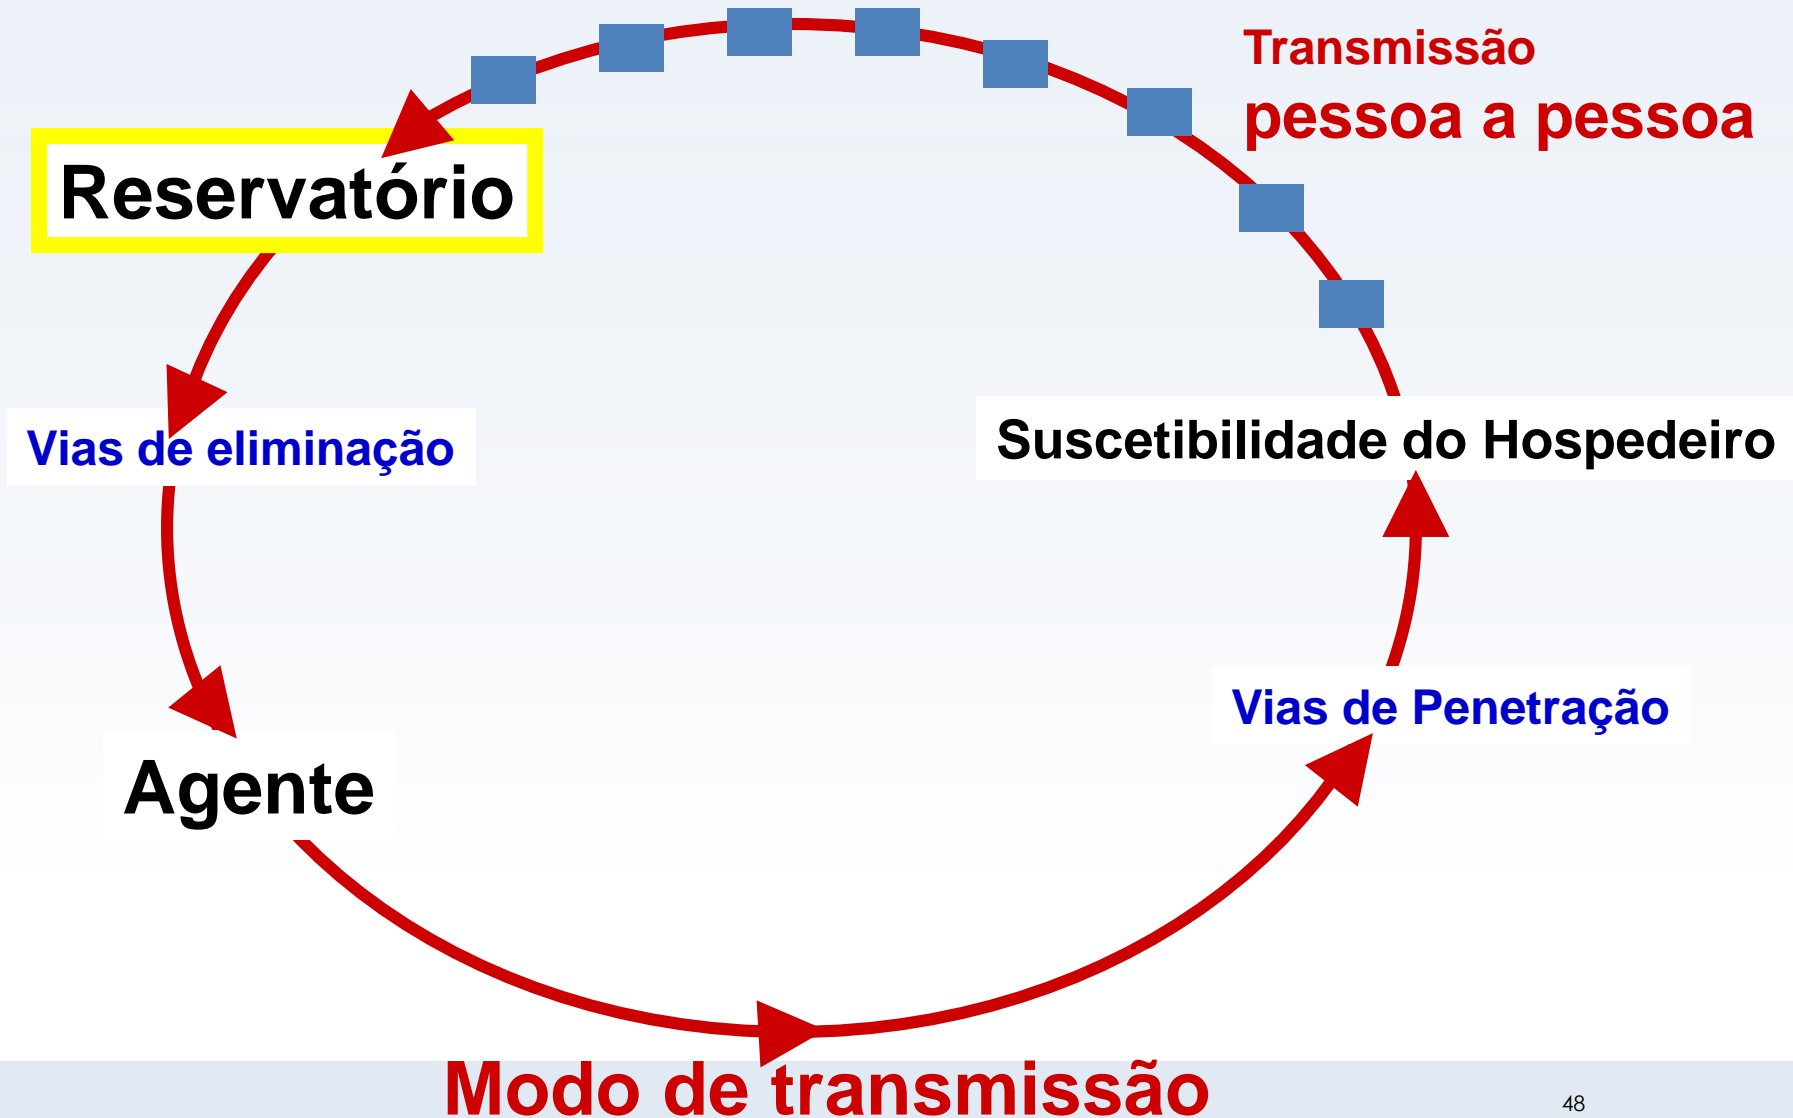 Transmissão
pessoa a pessoa
Reservatório
Vias de eliminação
Suscetibilidade do Hospedeiro
Vias de Penetração
Agente
Modo de transmissão
48